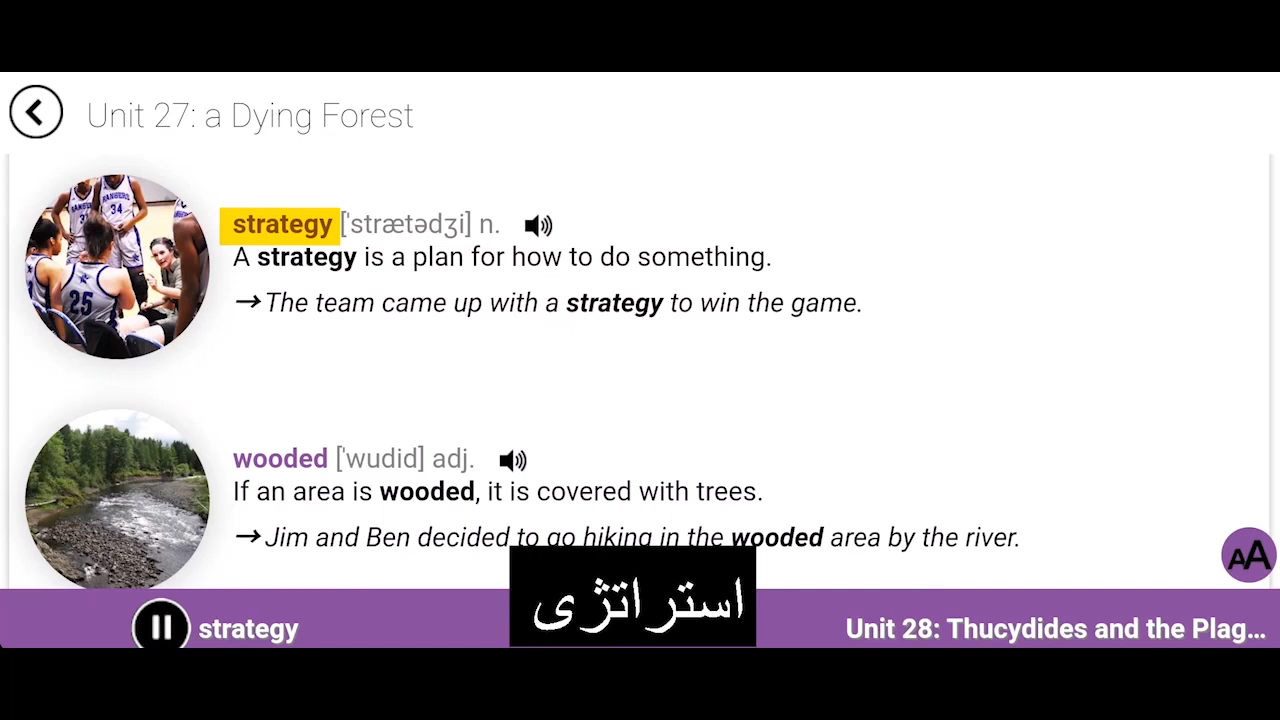 Unit 27: a Dying Forest
strategy ['strætədʒi] n.
A strategy is a plan for how to do something.
→ The team came up with a strategy to win the game.
wooded ['wudid] adj.
If an area is wooded, it is covered with trees.
→ Jim and Ben decided to go hiking in the wooded area by the river.
AA
استراتژی
strategy
Unit 28: Thucydides and the Plag...
34
25